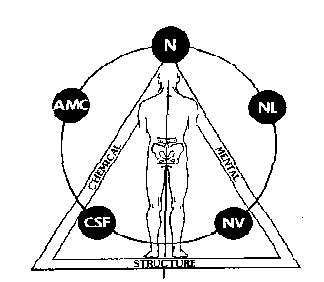 N
AMC
NL
CHEMICAL
MENTAL
CSF
NV
STRUCTURE